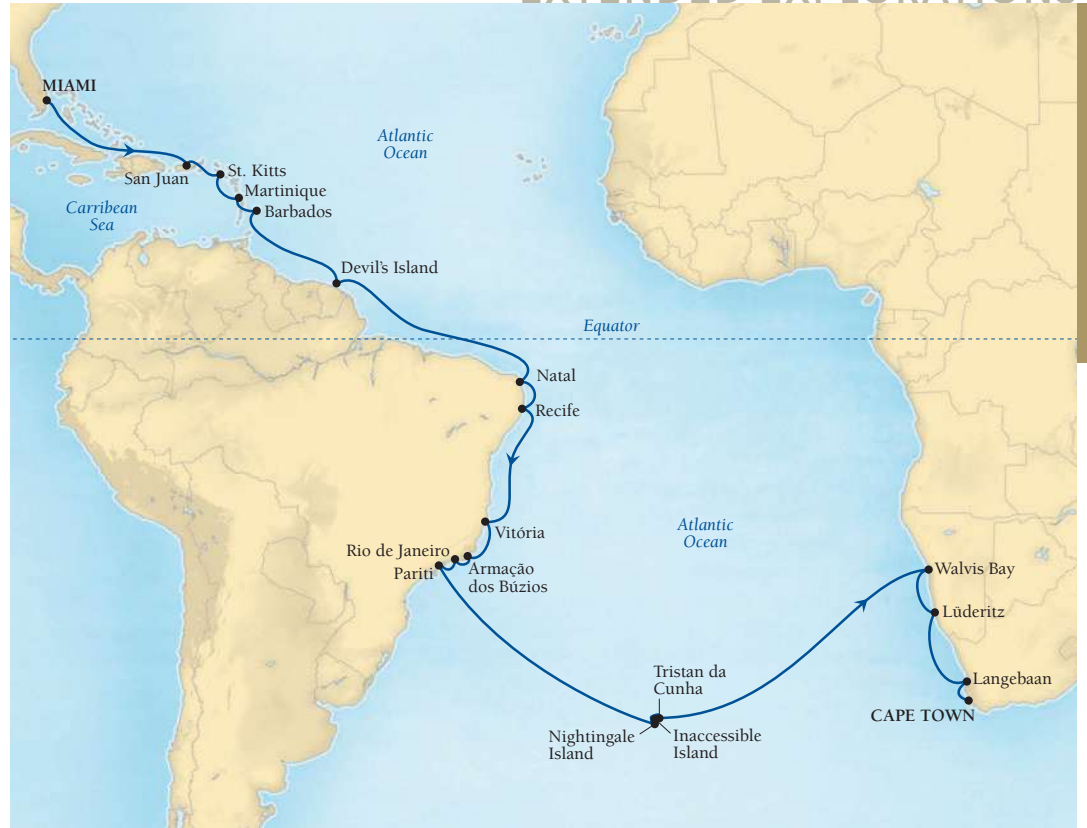 EXTENDED EXPLORATIONS
MIAMI
Atlantic
Ocean
San Juan
St. Kitts
Martinique
Carribean
Sea
Barbados
Devil's Island
Equator
Natal
Recife
Vitória
Atlantic
Ocean
Rio de Janeiro
Pariti
Armação
dos Búzios
Walvis Bay
Lüderitz
Tristan da
Cunha
Langebaan
CAPE TOWN
Nightingale
Island
Inaccessible
Island